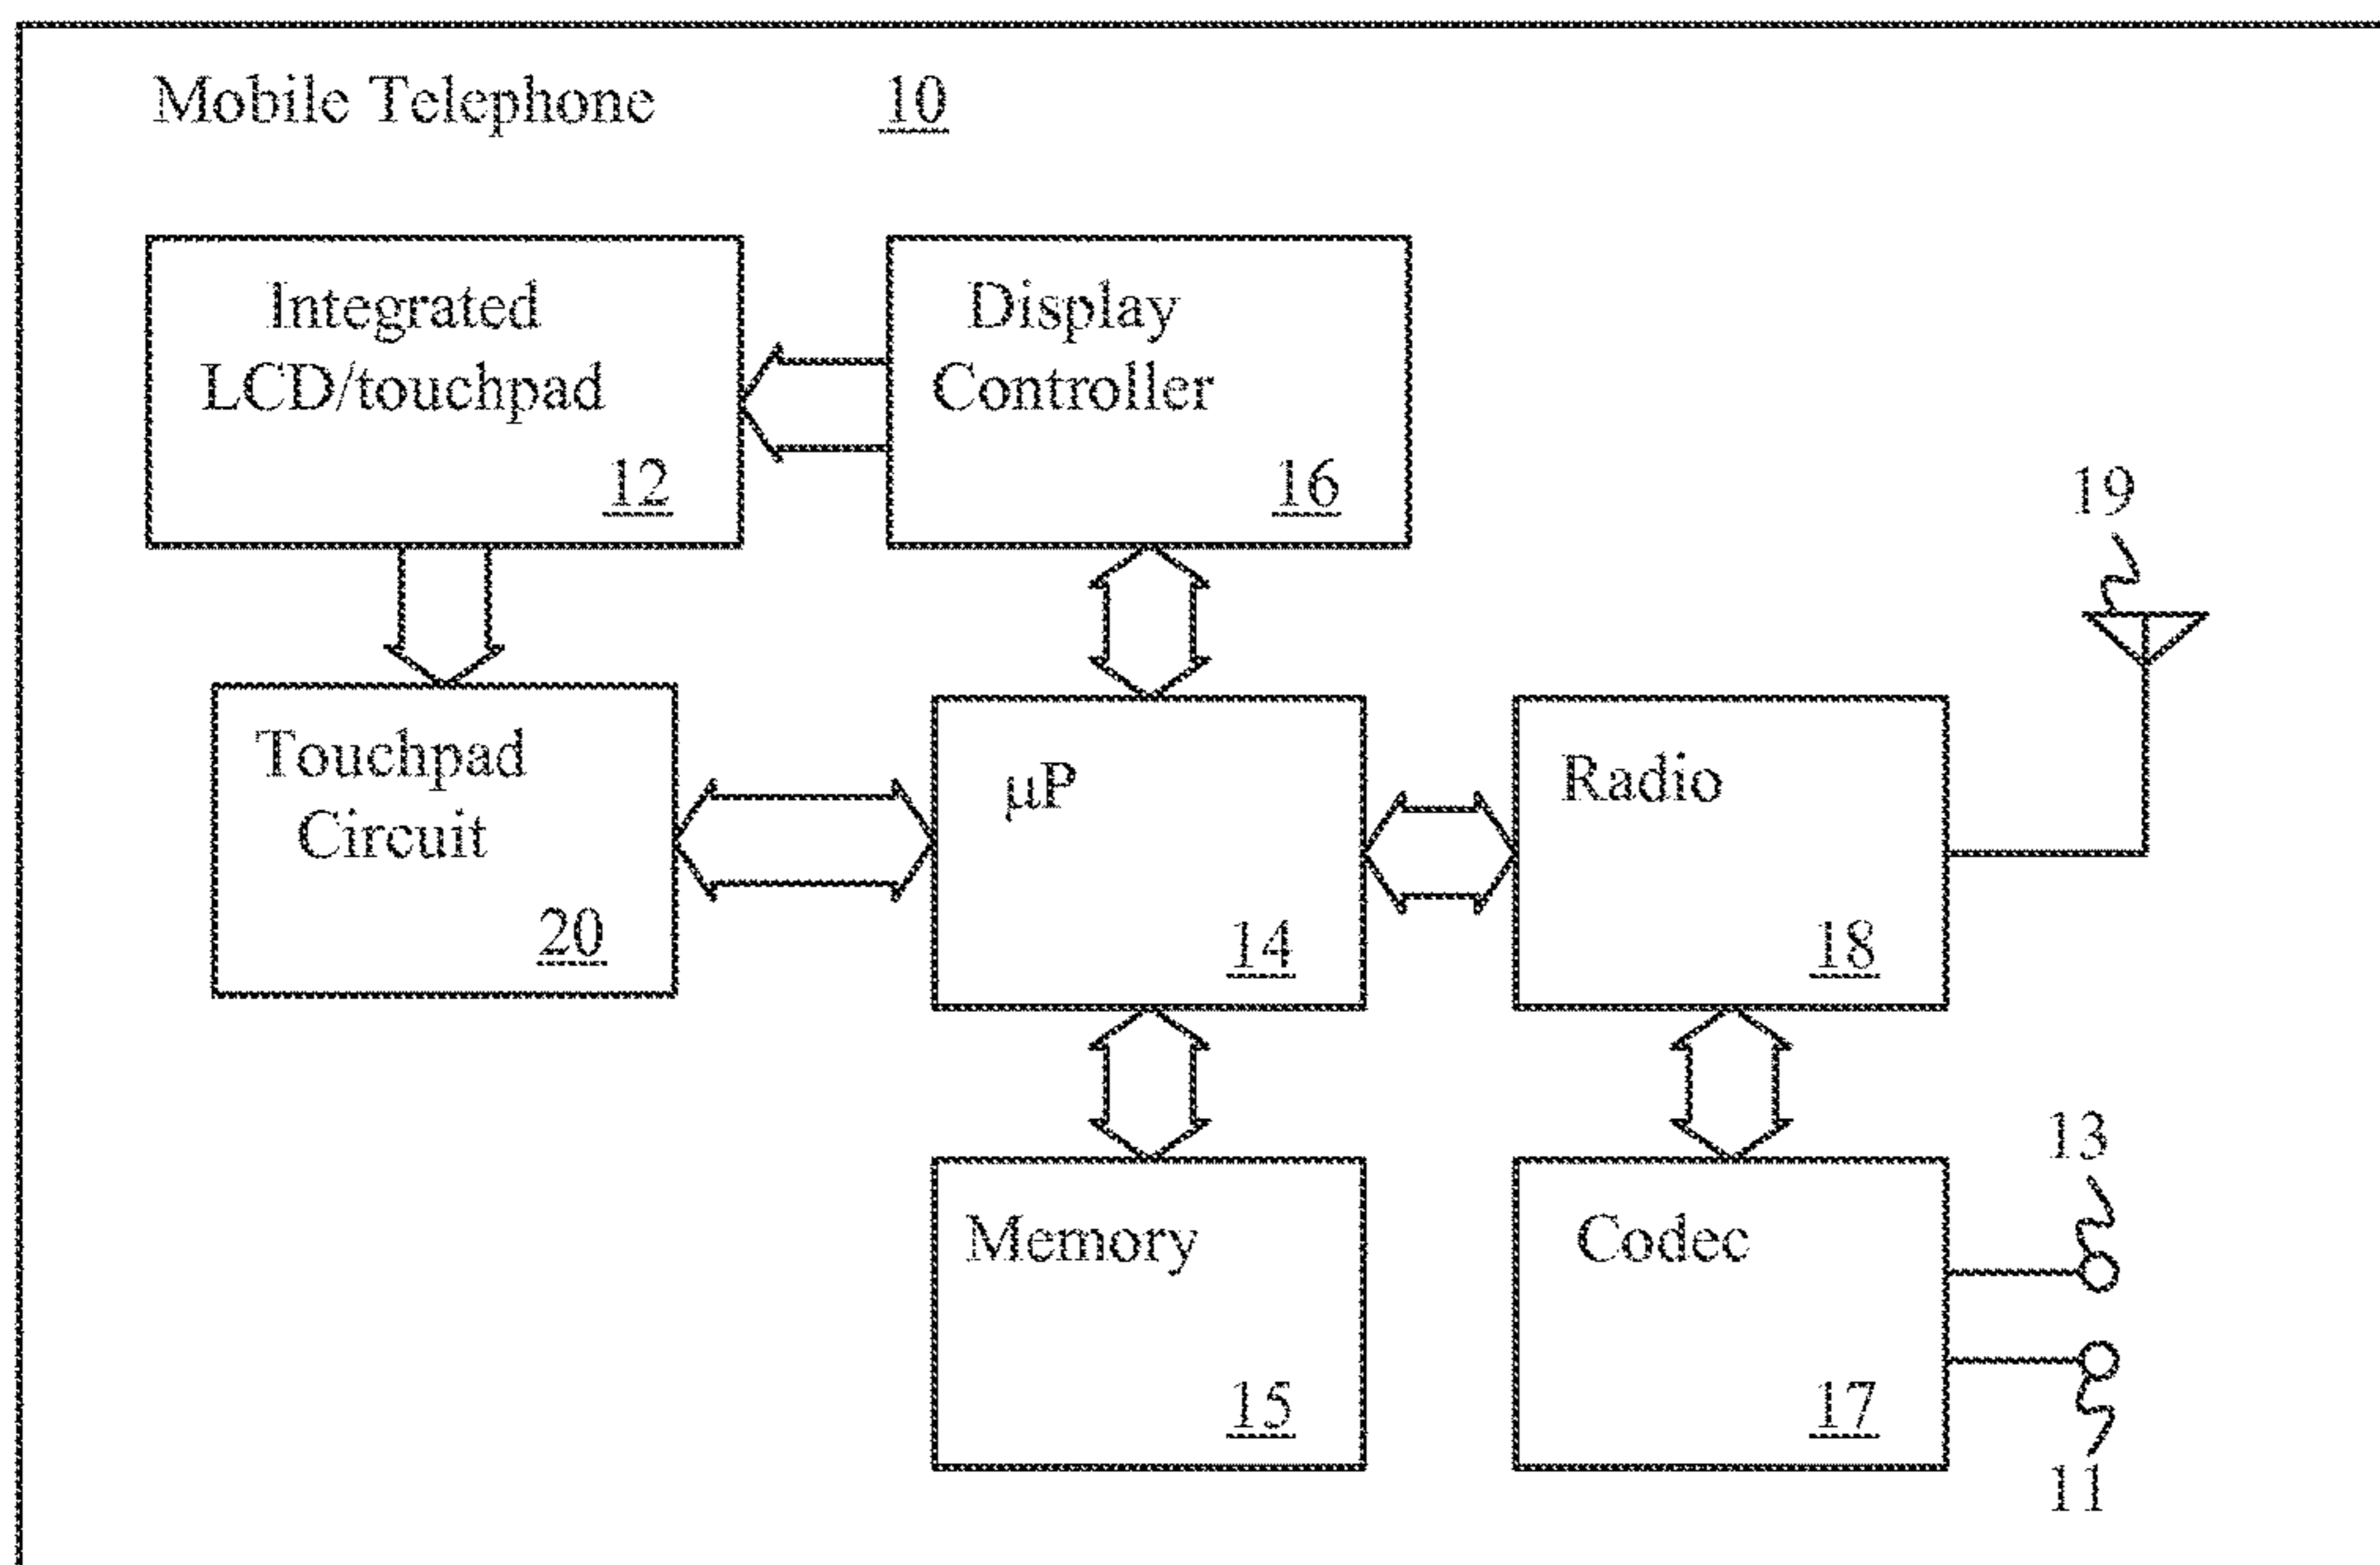 Mobile Telephone 10
Integrated
LCD/touchpad
12
Display
Controller
16
19
Touchpad
Circuit
20
μP
14
Radio
18
Memory
15
Codec
17
13
11